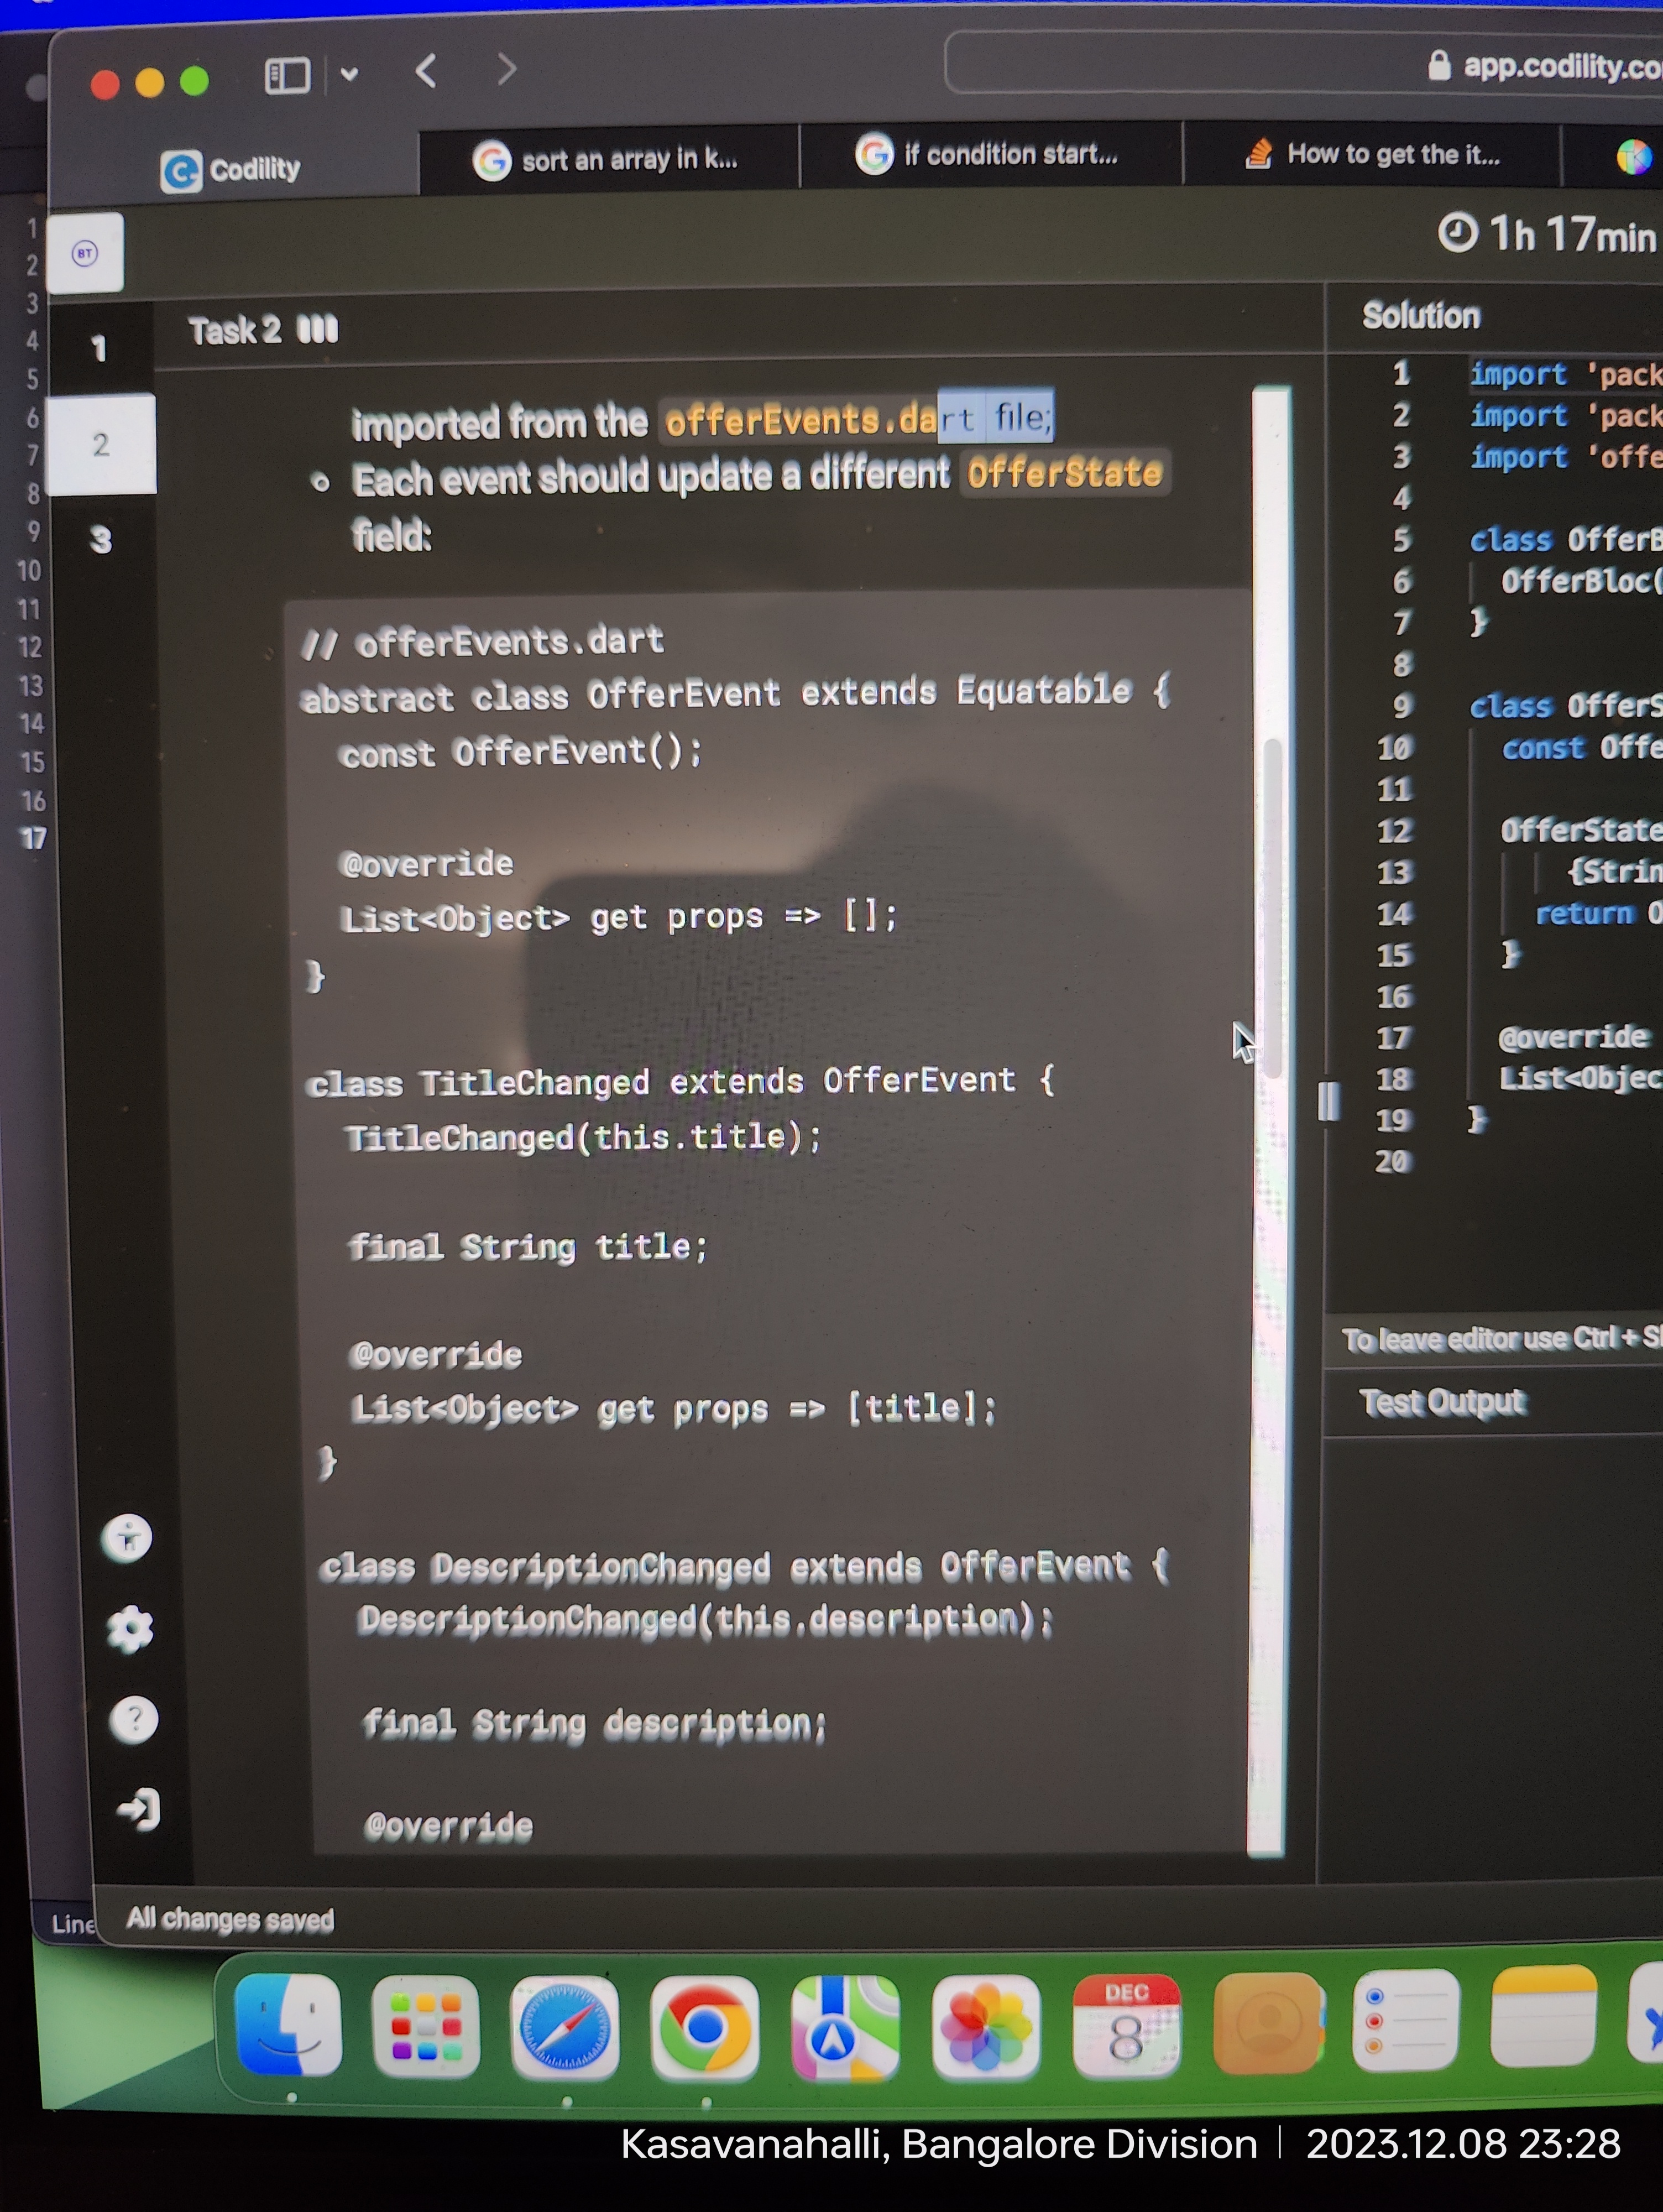 app.codility.co
Codility
sort an array in k...
if condition start...
How to get the it...
BT
1h 17min
Task 2
Solution
1
2
3
imported from the offerEvents.dart file;
Each event should update a different OfferState
field:
// offerEvents.dart
abstract class OfferEvent extends Equatable {
const OfferEvent();
@override
List<Object> get props => [];
}
class TitleChanged extends OfferEvent {
TitleChanged(this.title);
final String title;
@override
List<Object> get props => [title];
}
class DescriptionChanged extends OfferEvent {
DescriptionChanged(this.description);
final String description;
@override
1 import 'pack
2 import 'pack
3 import 'offe
4
5 class OfferB
6 OfferBloc(
7 }
8
9 class OfferS
10 const Offe
11
12 OfferState
13 {Strin
14 return O
15 }
16
17 @override
18 List<Objec
19 }
20
To leave editor use Ctrl + S
Test Output
1
2
3
4
5
6
7
8
9
10
11
12
13
14
15
16
17
Line
All changes saved
DEC
8
Kasavanahalli, Bangalore Division | 2023.12.08 23:28